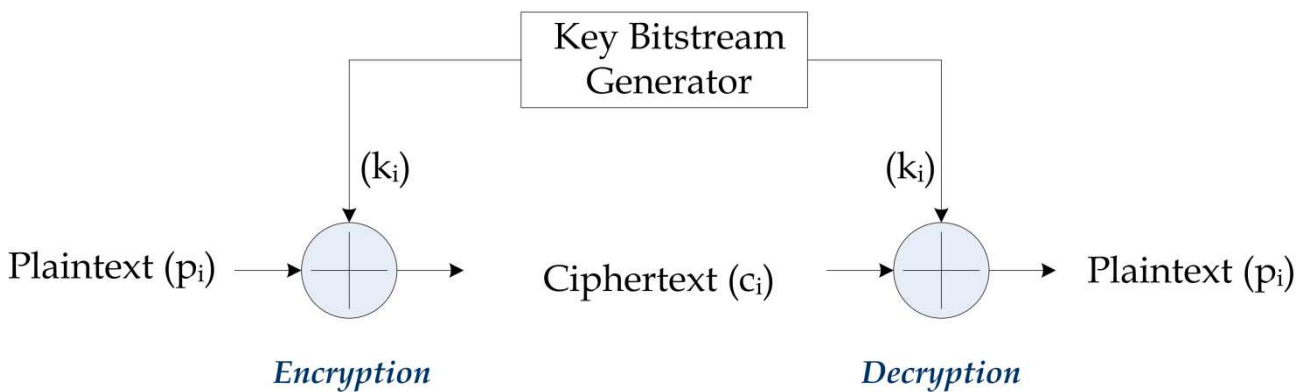 Key Bitstream
Generator
(kᵢ) (kᵢ)
Plaintext (pᵢ) Ciphertext (cᵢ) Plaintext (pᵢ)
Encryption Decryption